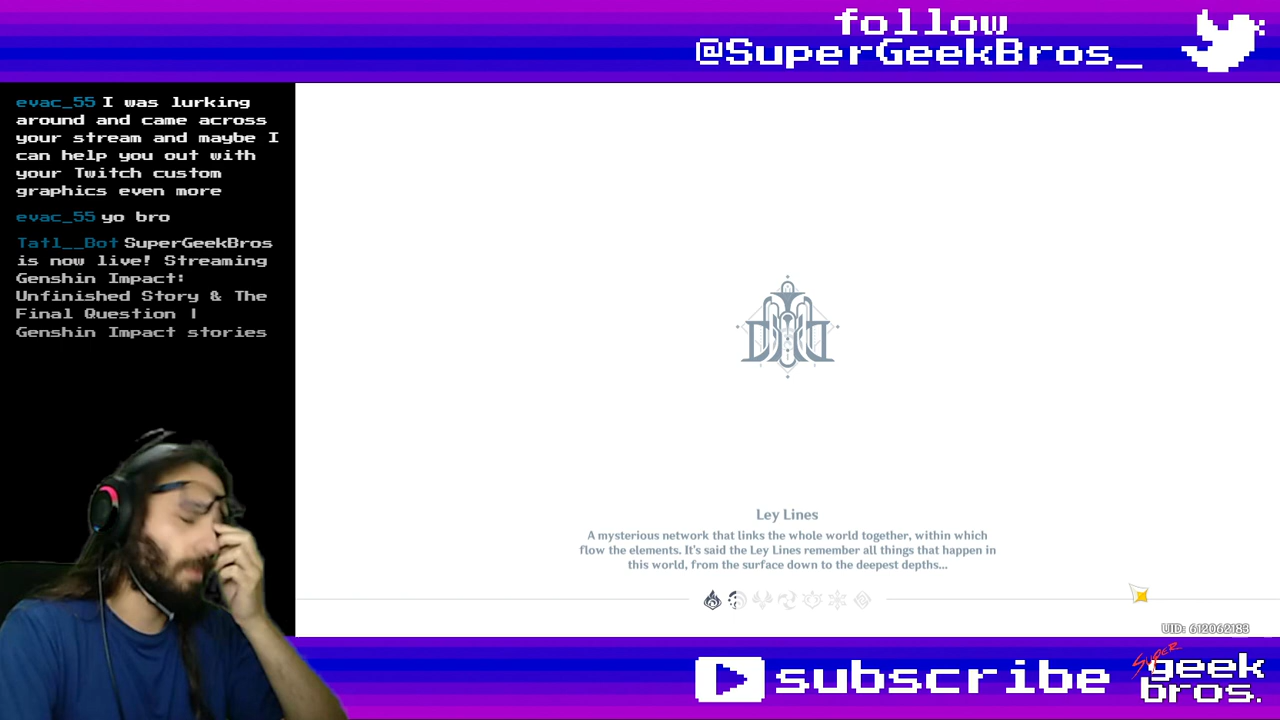 follow
@SuperGeekBros_
evac_55 I was lurking
around and came across
your stream and maybe I
can help you out with
your Twitch custom
graphics even more
evac_55 yo bro
Tatl__Bot SuperGeekBros
is now live! Streaming
Genshin Impact:
Unfinished Story & The
Final Question |
Genshin Impact stories
Ley Lines
A mysterious network that links the whole world together, within which
flow the elements. It's said the Ley Lines remember all things that happen in
this world, from the surface down to the deepest depths...
UID: 612062183
subscribe
SUPER
geek
bros.